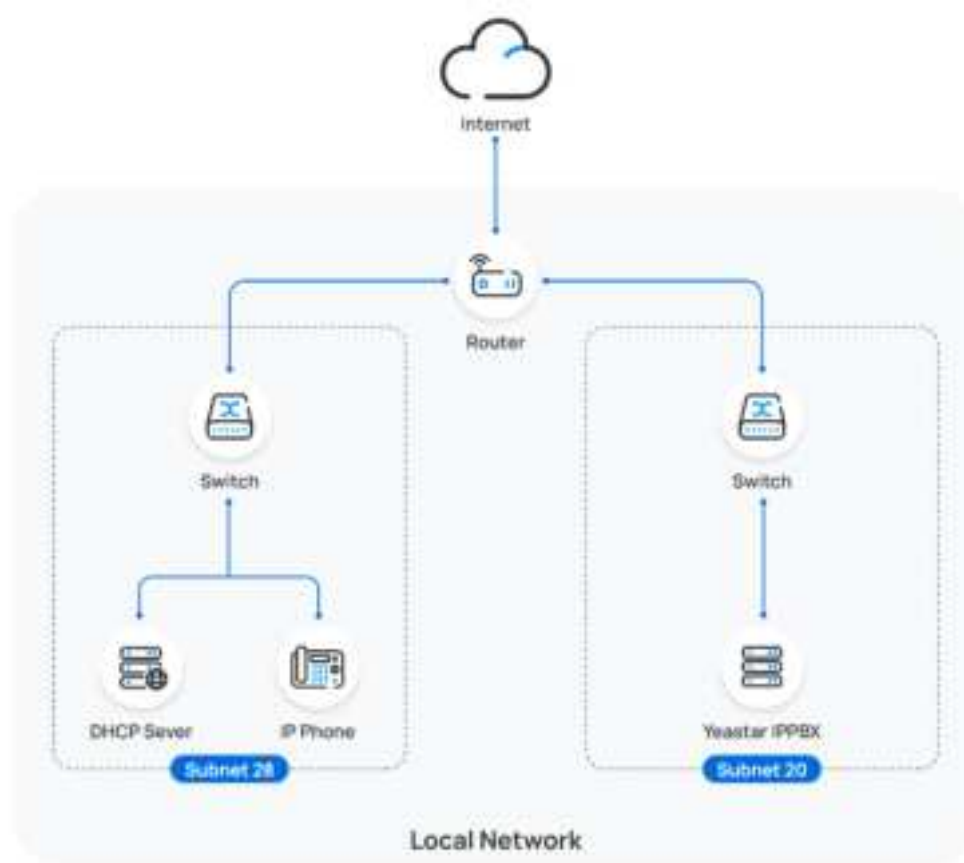 Internet
Router
Switch
Switch
DHCP Sever
IP Phone
Yeastar IPPBX
Subnet 28
Subnet 20
Local Network